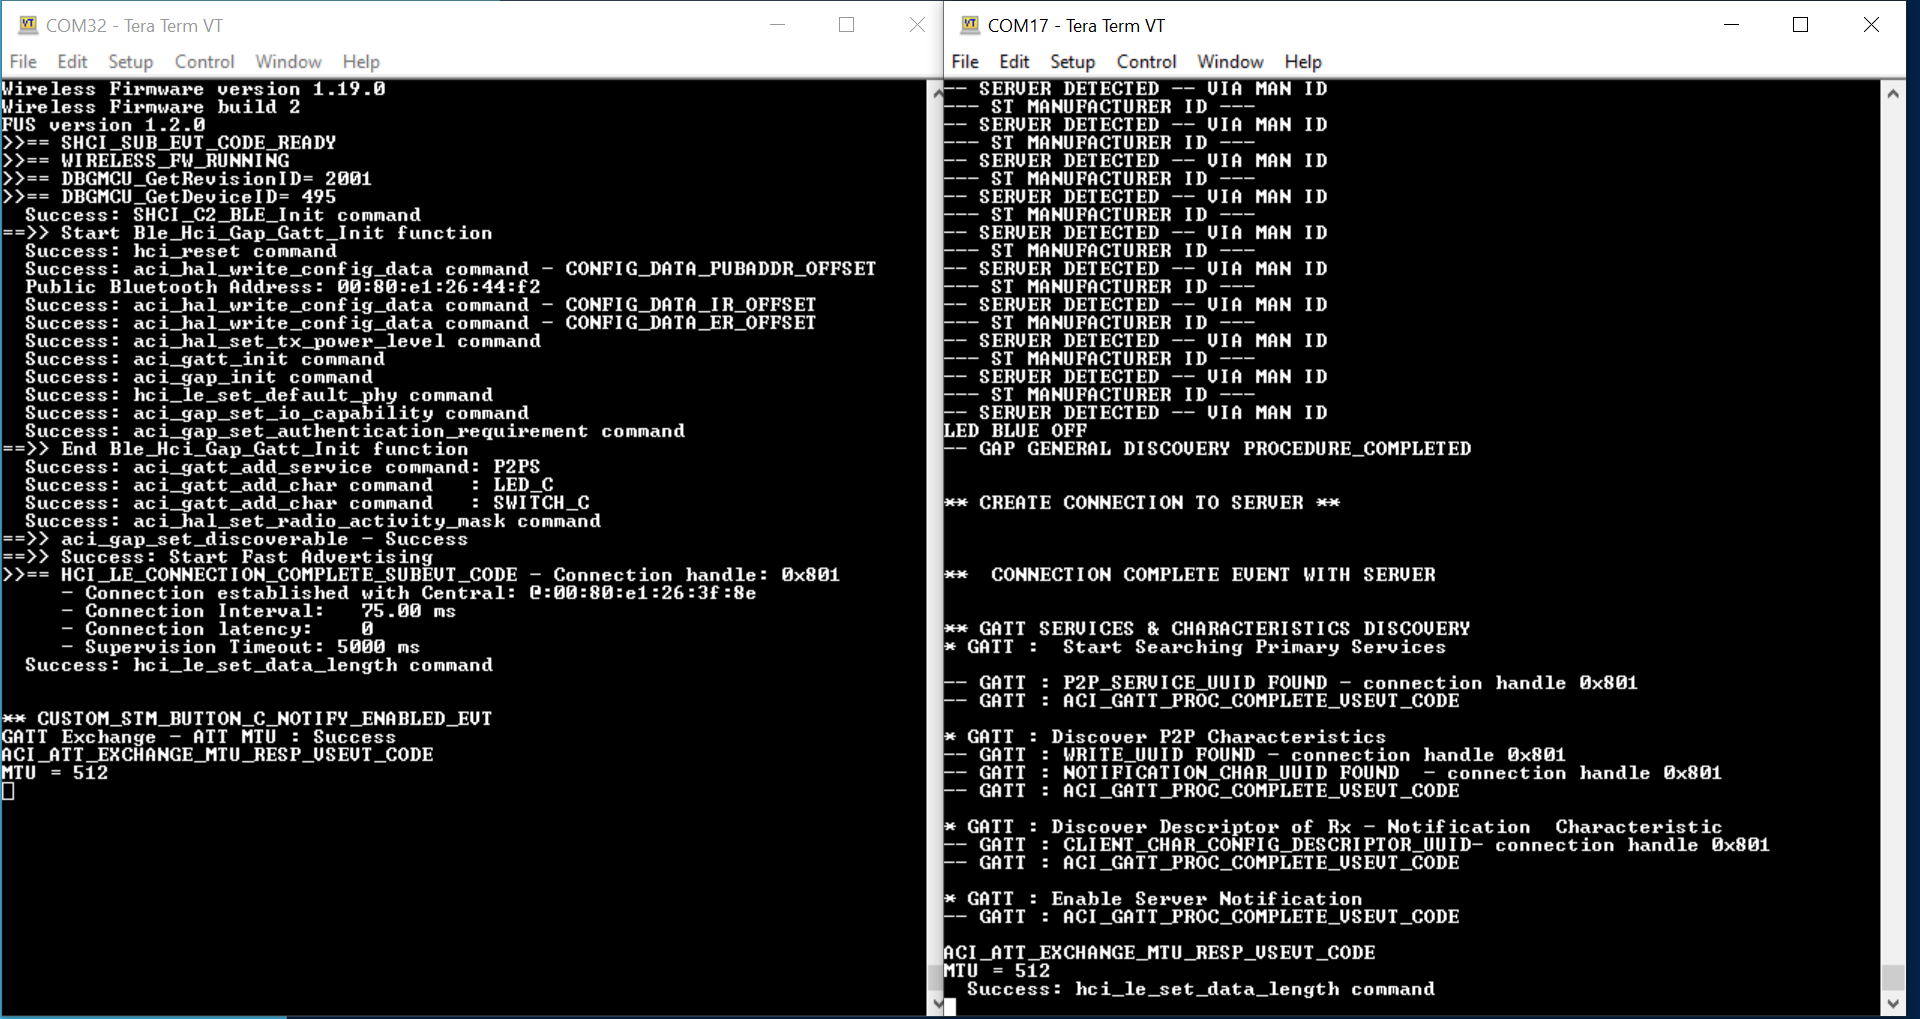 COM32 - Tera Term VT
File Edit Setup Control Window Help
Wireless Firmware version 1.19.0
Wireless Firmware build 2
FUS version 1.2.0
>>== SHCI_SUB_EVT_CODE_READY
>>== WIRELESS_FW_RUNNING
>>== DBGMCU_GetRevisionID= 2001
>>== DBGMCU_GetDeviceID= 495
Success: SHCI_C2_BLE_Init command
==>> Start Ble_Hci_Gap_Gatt_Init function
Success: hci_reset command
Success: aci_hal_write_config_data command - CONFIG_DATA_PUBADDR_OFFSET
Public Bluetooth Address: 00:80:e1:26:44:f2
Success: aci_hal_write_config_data command - CONFIG_DATA_IR_OFFSET
Success: aci_hal_write_config_data command - CONFIG_DATA_ER_OFFSET
Success: aci_hal_set_tx_power_level command
Success: aci_gatt_init command
Success: aci_gap_init command
Success: hci_le_set_default_phy command
Success: aci_gap_set_io_capability command
Success: aci_gap_set_authentication_requirement command
==>> End Ble_Hci_Gap_Gatt_Init function
Success: aci_gatt_add_service command: P2PS
Success: aci_gatt_add_char command   : LED_C
Success: aci_gatt_add_char command   : SWITCH_C
Success: aci_hal_set_radio_activity_mask command
==>> aci_gap_set_discoverable - Success
==>> Success: Start Fast Advertising
>>== HCI_LE_CONNECTION_COMPLETE_SUBEVT_CODE - Connection handle: 0x801
- Connection established with Central: @:00:80:e1:26:3f:8e
- Connection Interval:   75.00 ms
- Connection latency:    0
- Supervision Timeout: 5000 ms
Success: hci_le_set_data_length command
** CUSTOM_STM_BUTTON_C_NOTIFY_ENABLED_EVT
GATT Exchange - ATT MTU : Success
ACI_ATT_EXCHANGE_MTU_RESP_VSEVT_CODE
MTU = 512
COM17 - Tera Term VT
File Edit Setup Control Window Help
-- SERVER DETECTED -- VIA MAN ID
--- ST MANUFACTURER ID ---
-- SERVER DETECTED -- VIA MAN ID
--- ST MANUFACTURER ID ---
-- SERVER DETECTED -- VIA MAN ID
--- ST MANUFACTURER ID ---
-- SERVER DETECTED -- VIA MAN ID
--- ST MANUFACTURER ID ---
-- SERVER DETECTED -- VIA MAN ID
--- ST MANUFACTURER ID ---
-- SERVER DETECTED -- VIA MAN ID
--- ST MANUFACTURER ID ---
-- SERVER DETECTED -- VIA MAN ID
--- ST MANUFACTURER ID ---
-- SERVER DETECTED -- VIA MAN ID
--- ST MANUFACTURER ID ---
-- SERVER DETECTED -- VIA MAN ID
--- ST MANUFACTURER ID ---
-- SERVER DETECTED -- VIA MAN ID
LED BLUE OFF
-- GAP GENERAL DISCOVERY PROCEDURE_COMPLETED
** CREATE CONNECTION TO SERVER **
**  CONNECTION COMPLETE EVENT WITH SERVER
** GATT SERVICES & CHARACTERISTICS DISCOVERY
* GATT :  Start Searching Primary Services
-- GATT : P2P_SERVICE_UUID FOUND - connection handle 0x801
-- GATT : ACI_GATT_PROC_COMPLETE_VSEVT_CODE
* GATT : Discover P2P Characteristics
-- GATT : WRITE_UUID FOUND - connection handle 0x801
-- GATT : NOTIFICATION_CHAR_UUID FOUND  - connection handle 0x801
-- GATT : ACI_GATT_PROC_COMPLETE_VSEVT_CODE
* GATT : Discover Descriptor of Rx - Notification  Characteristic
-- GATT : CLIENT_CHAR_CONFIG_DESCRIPTOR_UUID- connection handle 0x801
-- GATT : ACI_GATT_PROC_COMPLETE_VSEVT_CODE
* GATT : Enable Server Notification
-- GATT : ACI_GATT_PROC_COMPLETE_VSEVT_CODE
ACI_ATT_EXCHANGE_MTU_RESP_VSEVT_CODE
MTU = 512
Success: hci_le_set_data_length command